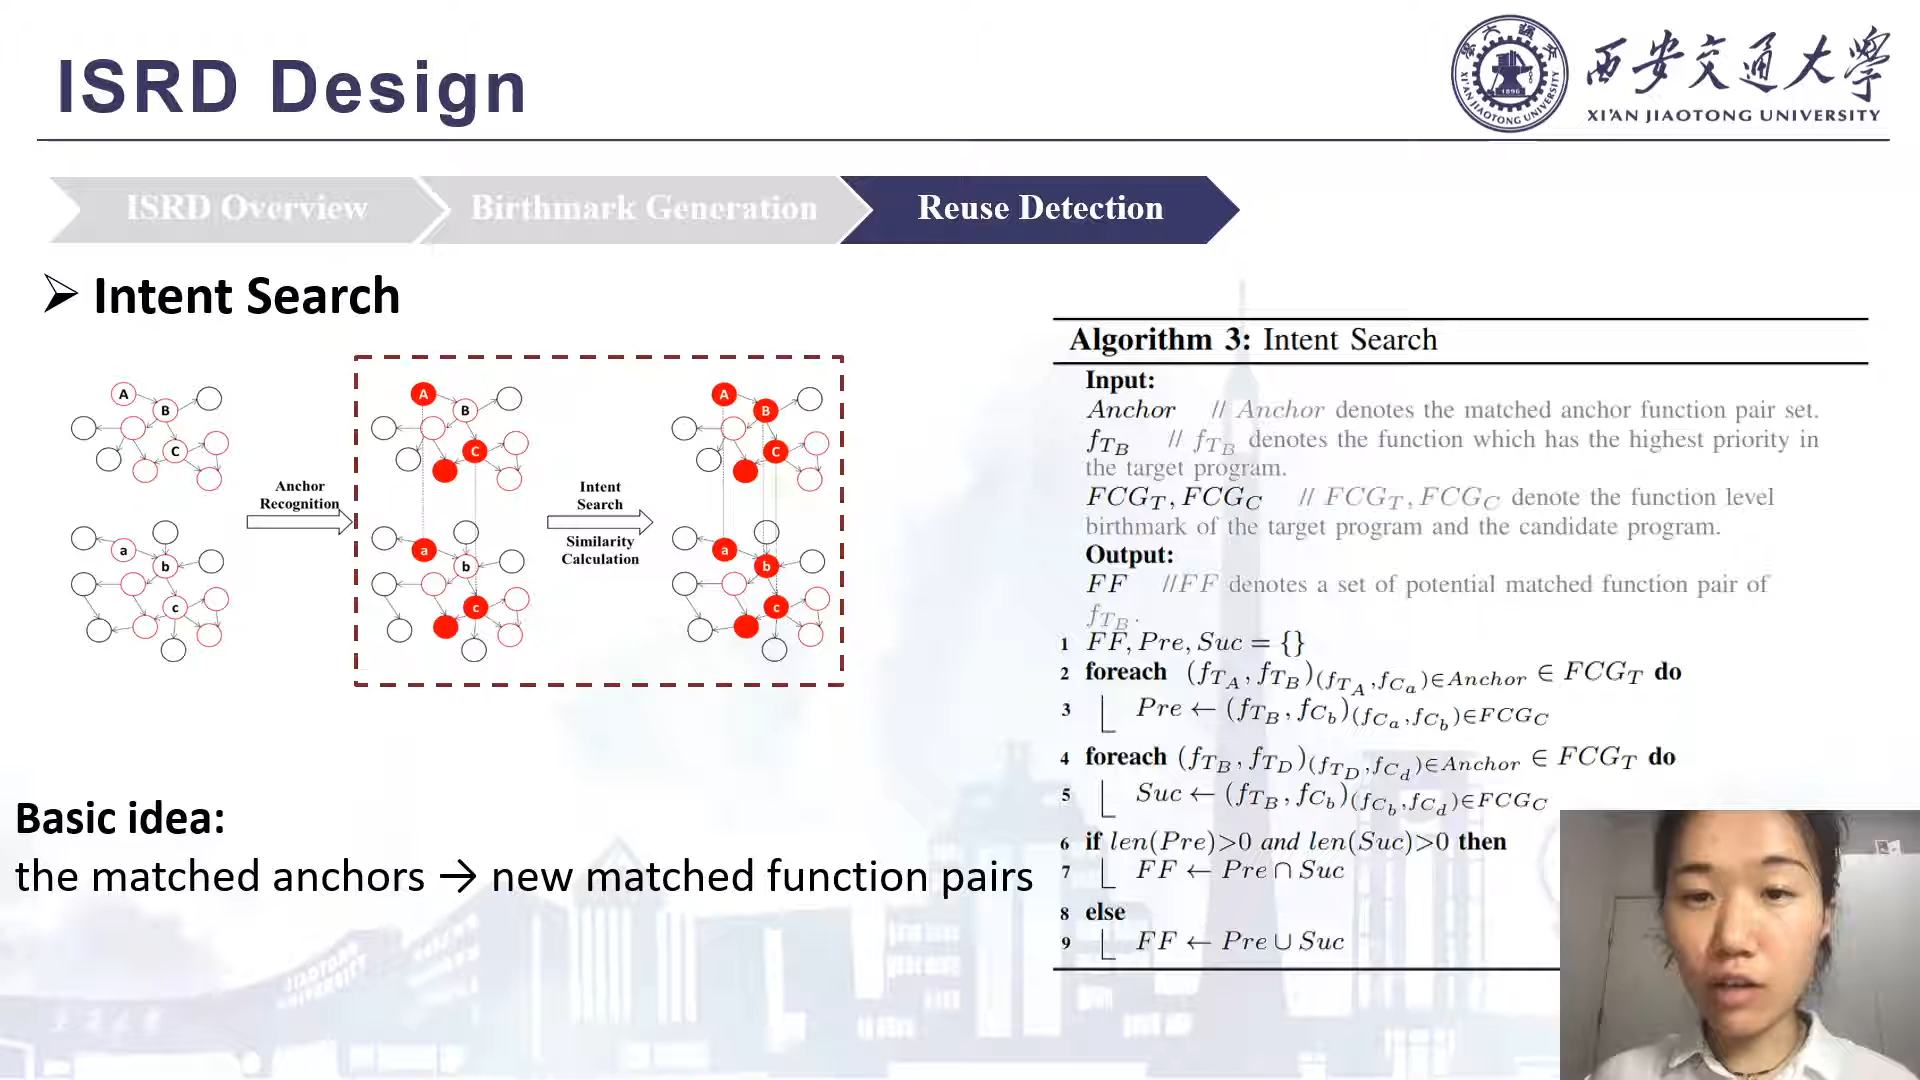 ISRD Design
西安交通大学
XI'AN JIAOTONG UNIVERSITY
XI'AN JIAOTONG UNIVERSITY
1896
ISRD Overview
Birthmark Generation
Reuse Detection
➢ Intent Search
A
B
C
a
b
c
Anchor
Recognition
A
B
C
a
b
c
Intent
Search
Similarity
Calculation
A
B
C
a
b
c
Basic idea:
the matched anchors → new matched function pairs
Algorithm 3: Intent Search
Input:
Anchor // Anchor denotes the matched anchor function pair set.
f_{T_B} // f_{T_B} denotes the function which has the highest priority in
the target program.
FCG_T, FCG_C // FCG_T, FCG_C denote the function level
birthmark of the target program and the candidate program.
Output:
FF //FF denotes a set of potential matched function pair of
f_{T_B}.
1 FF, Pre, Suc = {}
2 foreach (f_{T_A}, f_{T_B})_{(f_{T_A}, f_{C_a})∈Anchor} ∈ FCG_T do
3 Pre ← (f_{T_B}, f_{C_b})_{(f_{C_a}, f_{C_b})∈FCG_C}
4 foreach (f_{T_B}, f_{T_D})_{(f_{T_D}, f_{C_d})∈Anchor} ∈ FCG_T do
5 Suc ← (f_{T_B}, f_{C_b})_{(f_{C_b}, f_{C_d})∈FCG_C}
6 if len(Pre)>0 and len(Suc)>0 then
7 FF ← Pre ∩ Suc
8 else
9 FF ← Pre ∪ Suc